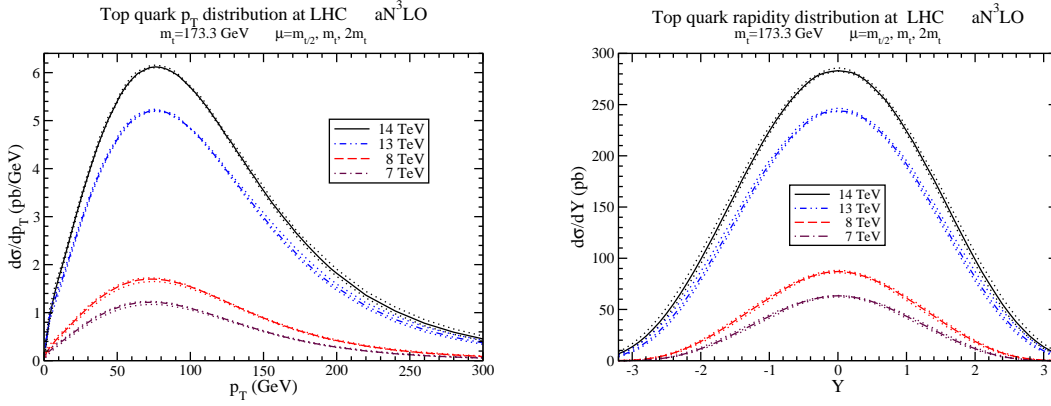 Top quark p_T distribution at LHC aN³LO
m_t=173.3 GeV μ=m_t/2, m_t, 2m_t
dσ/dp_T (pb/GeV)
6
5
4
3
2
1
0
14 TeV
13 TeV
8 TeV
7 TeV
0 50 100 150 200 250 300
p_T (GeV)
Top quark rapidity distribution at LHC aN³LO
m_t=173.3 GeV μ=m_t/2, m_t, 2m_t
dσ/dY (pb)
300
250
200
150
100
50
0
14 TeV
13 TeV
8 TeV
7 TeV
-3 -2 -1 0 1 2 3
Y